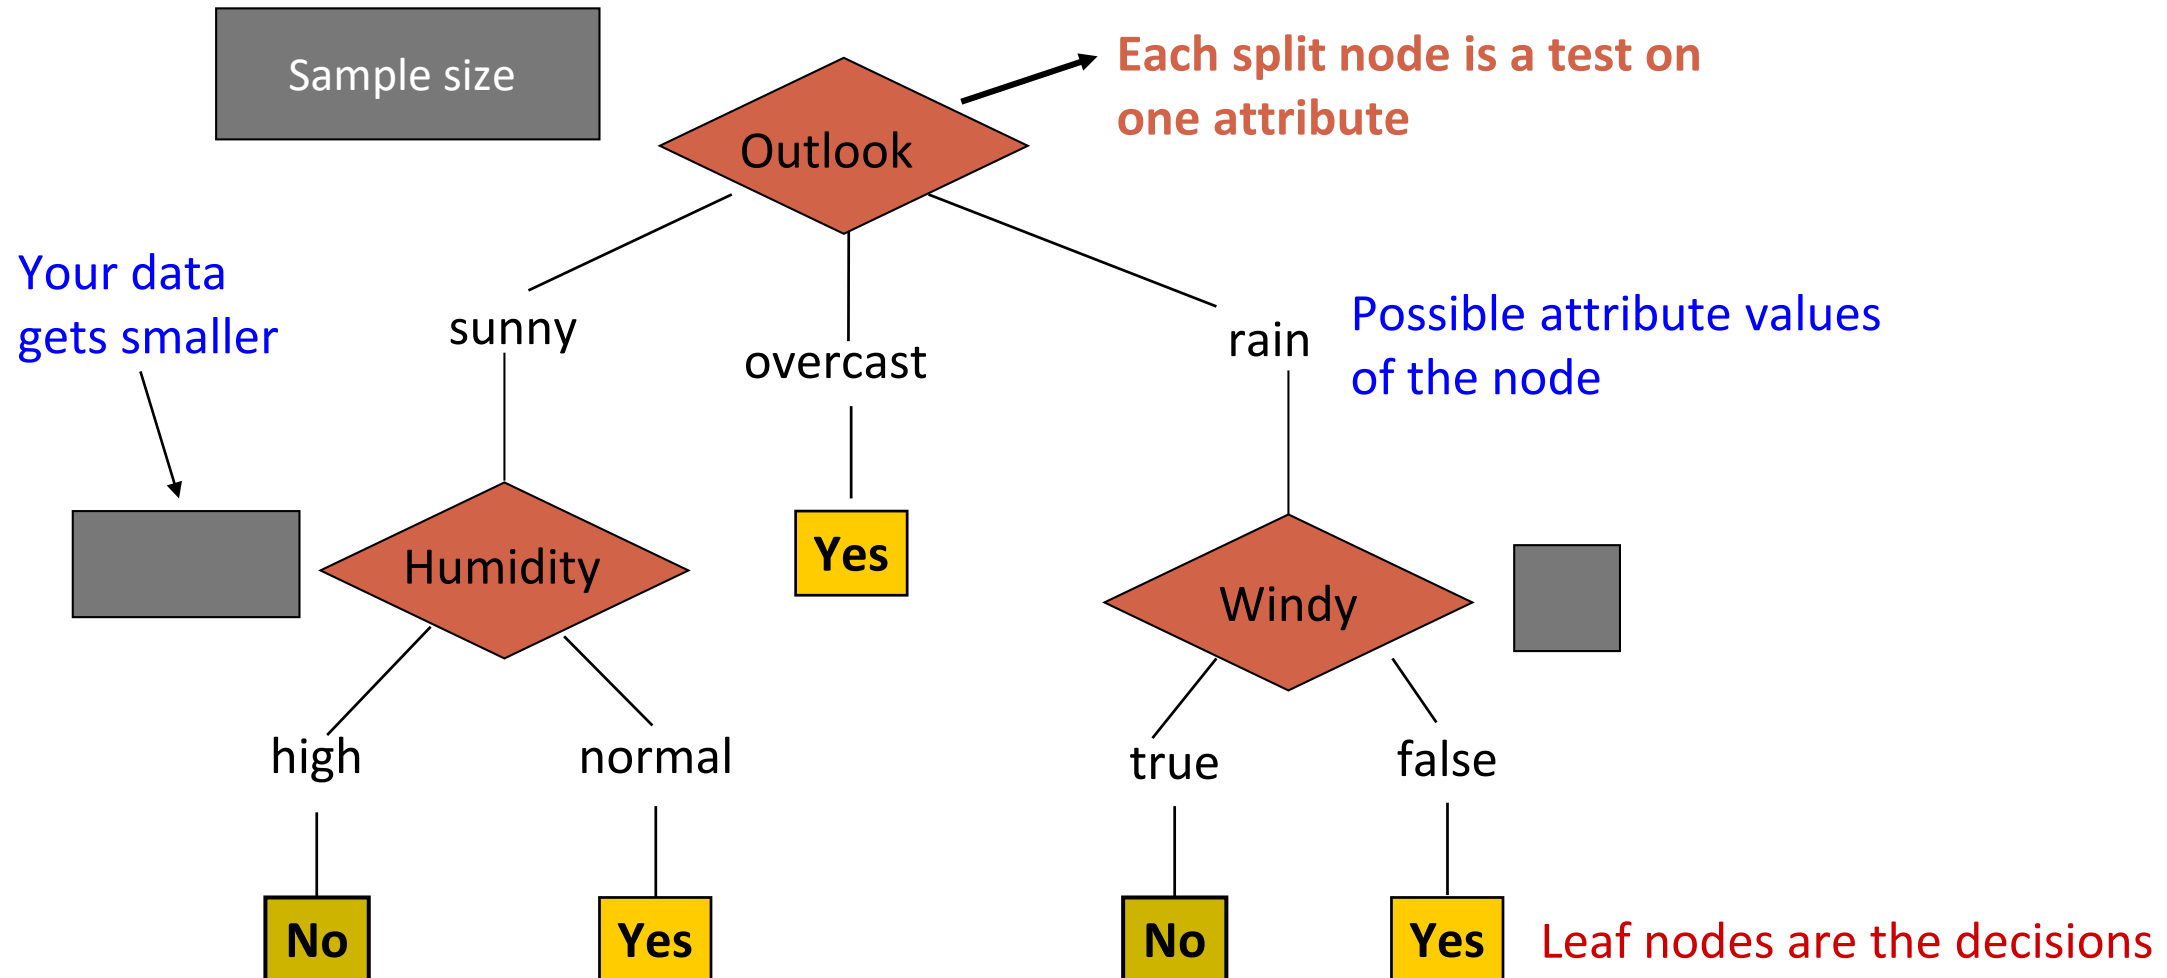 Sample size
Each split node is a test on
one attribute
Outlook
Your data
gets smaller
sunny
overcast
rain
Possible attribute values
of the node
Humidity
Yes
Windy
high
normal
true
false
No
Yes
No
Yes
Leaf nodes are the decisions